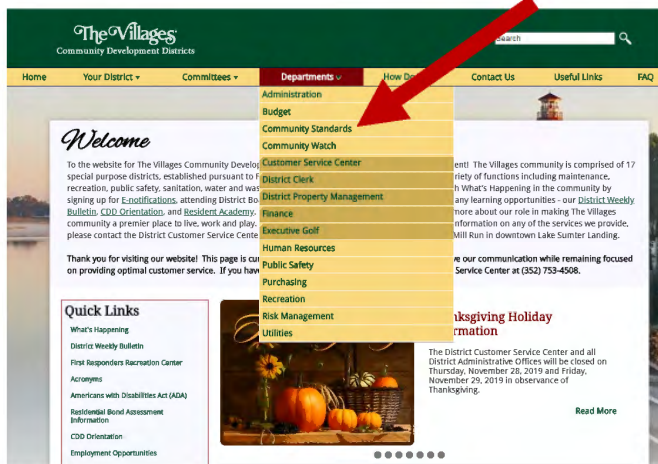 The Villages
Community Development Districts
Search
Home
Your District
Committees
Departments
How Do
Contact Us
Useful Links
FAQ
Administration
Budget
Community Standards
Community Watch
Customer Service Center
District Clerk
District Property Management
Finance
Executive Golf
Human Resources
Public Safety
Purchasing
Recreation
Risk Management
Utilities
Welcome
To the website for The Villages Community Develop ent! The Villages community is comprised of 17
special purpose districts, established pursuant to F riety of functions including maintenance,
recreation, public safety, sanitation, water and was h What's Happening in the community by
signing up for E-notifications, attending District Bo any learning opportunities - our District Weekly
Bulletin, CDD Orientation, and Resident Academy. more about our role in making The Villages
community a premier place to live, work and play. nformation on any of the services we provide,
please contact the District Customer Service Cente Mill Run in downtown Lake Sumter Landing.
Thank you for visiting our website! This page is cur ve our communication while remaining focused
on providing optimal customer service. If you have Service Center at (352) 753-4508.
Quick Links
What's Happening
District Weekly Bulletin
First Responders Recreation Center
Acronyms
Americans with Disabilities Act (ADA)
Residential Bond Assessment
Information
CDD Orientation
Employment Opportunities
nksgiving Holiday
rmation
The District Customer Service Center and all
District Administrative Offices will be closed on
Thursday, November 28, 2019 and Friday,
November 29, 2019 in observance of
Thanksgiving.
Read More